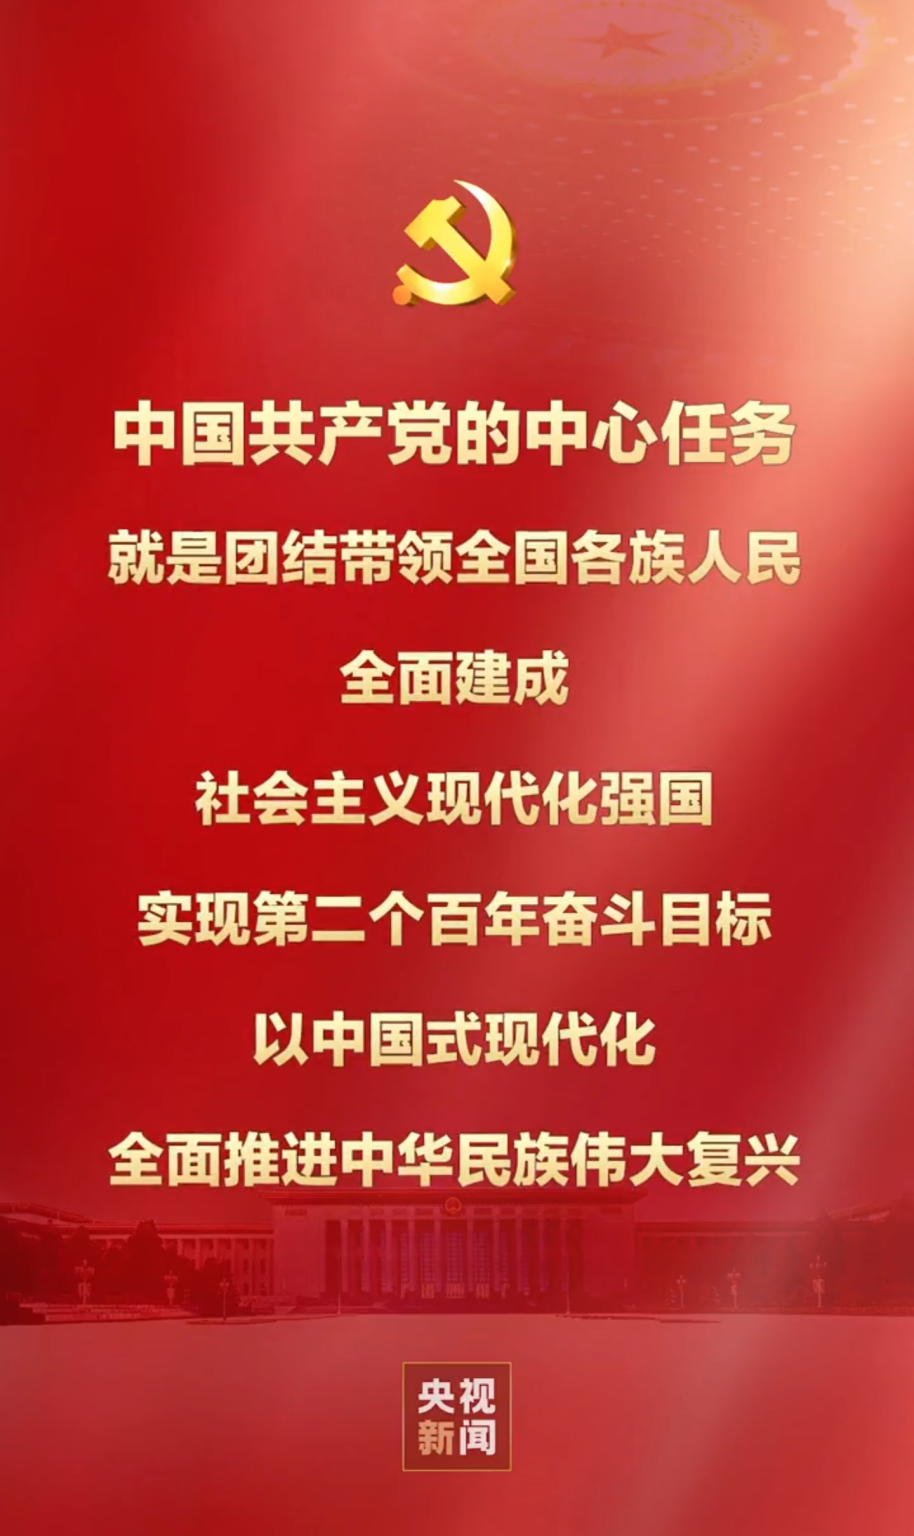 中国共产党的中心任务
就是团结带领全国各族人民
全面建成
社会主义现代化强国
实现第二个百年奋斗目标
以中国式现代化
全面推进中华民族伟大复兴
央视
新闻